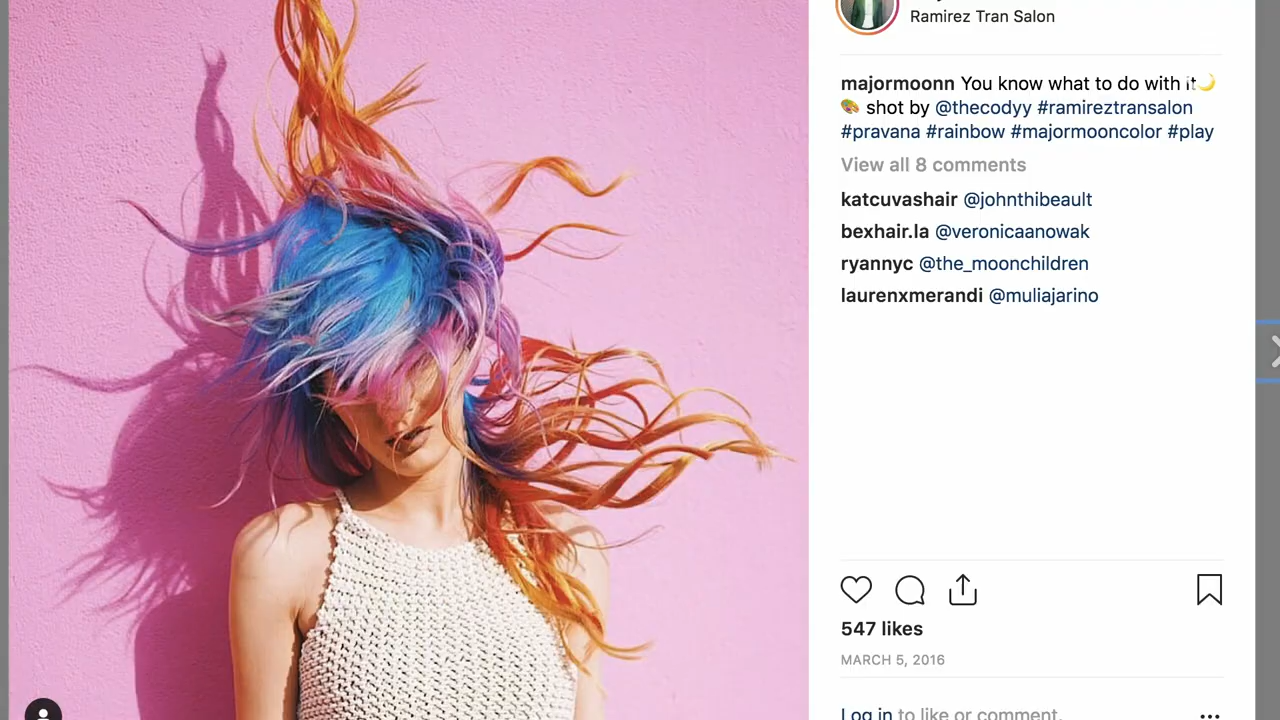 Ramirez Tran Salon
majormoonn You know what to do with it🌙
🎨 shot by @thecodyy #ramireztransalon
#pravana #rainbow #majormooncolor #play
View all 8 comments
katcuvashair @johnthibeault
bexhair.la @veronicaanowak
ryannyc @the_moonchildren
laurenxmerandi @muliajarino
547 likes
MARCH 5, 2016
Log in to like or comment.